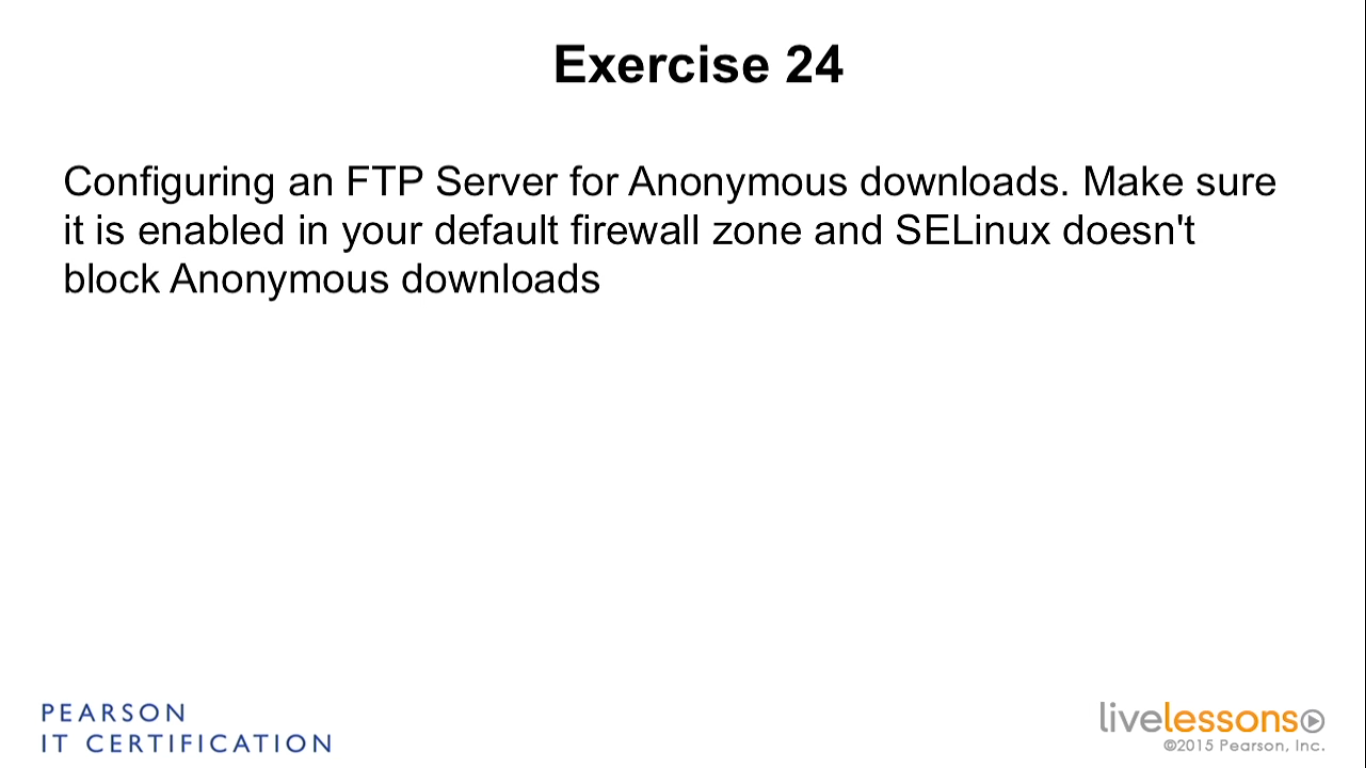 Exercise 24
Configuring an FTP Server for Anonymous downloads. Make sure
it is enabled in your default firewall zone and SELinux doesn't
block Anonymous downloads
PEARSON
IT CERTIFICATION
livelessons
©2015 Pearson, Inc.